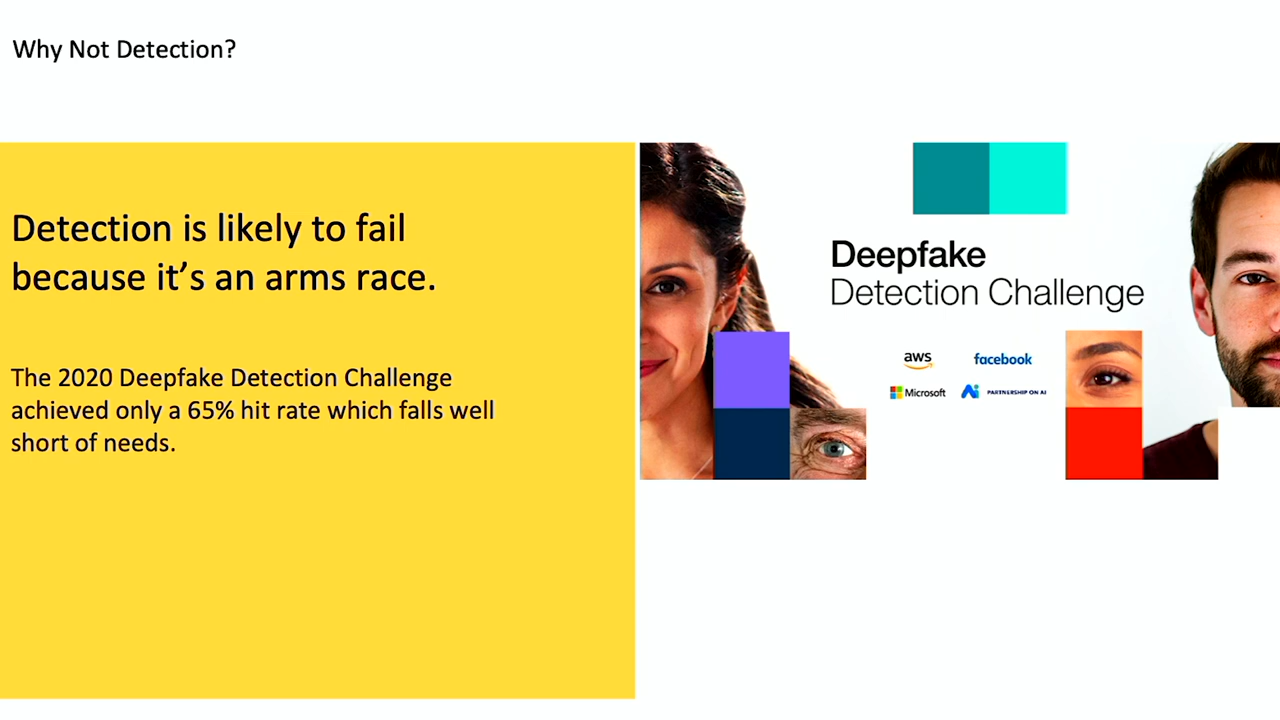 Why Not Detection?
Detection is likely to fail
because it’s an arms race.
The 2020 Deepfake Detection Challenge
achieved only a 65% hit rate which falls well
short of needs.
Deepfake
Detection Challenge
aws
facebook
Microsoft
PARTNERSHIP ON AI